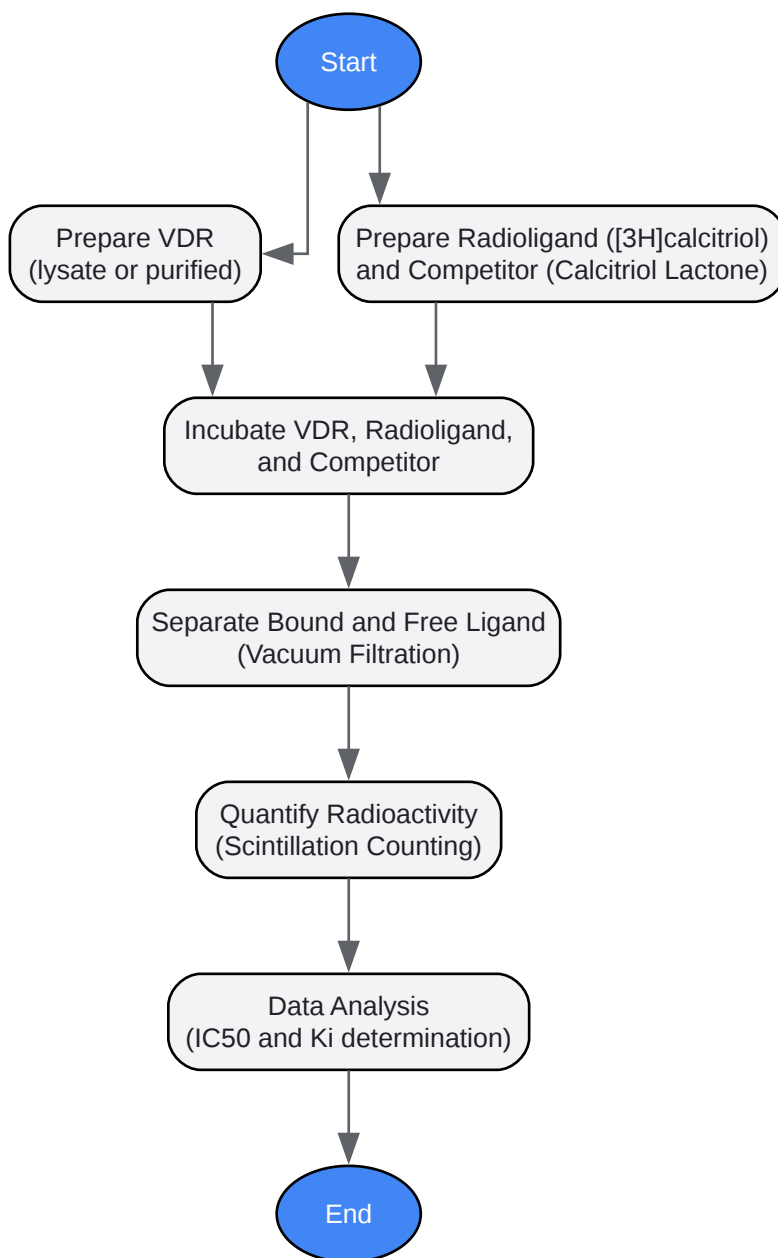 Start
Prepare VDR
(lysate or purified)
Prepare Radioligand ([3H]calcitriol)
and Competitor (Calcitriol Lactone)
Incubate VDR, Radioligand,
and Competitor
Separate Bound and Free Ligand
(Vacuum Filtration)
Quantify Radioactivity
(Scintillation Counting)
Data Analysis
(IC50 and Ki determination)
End